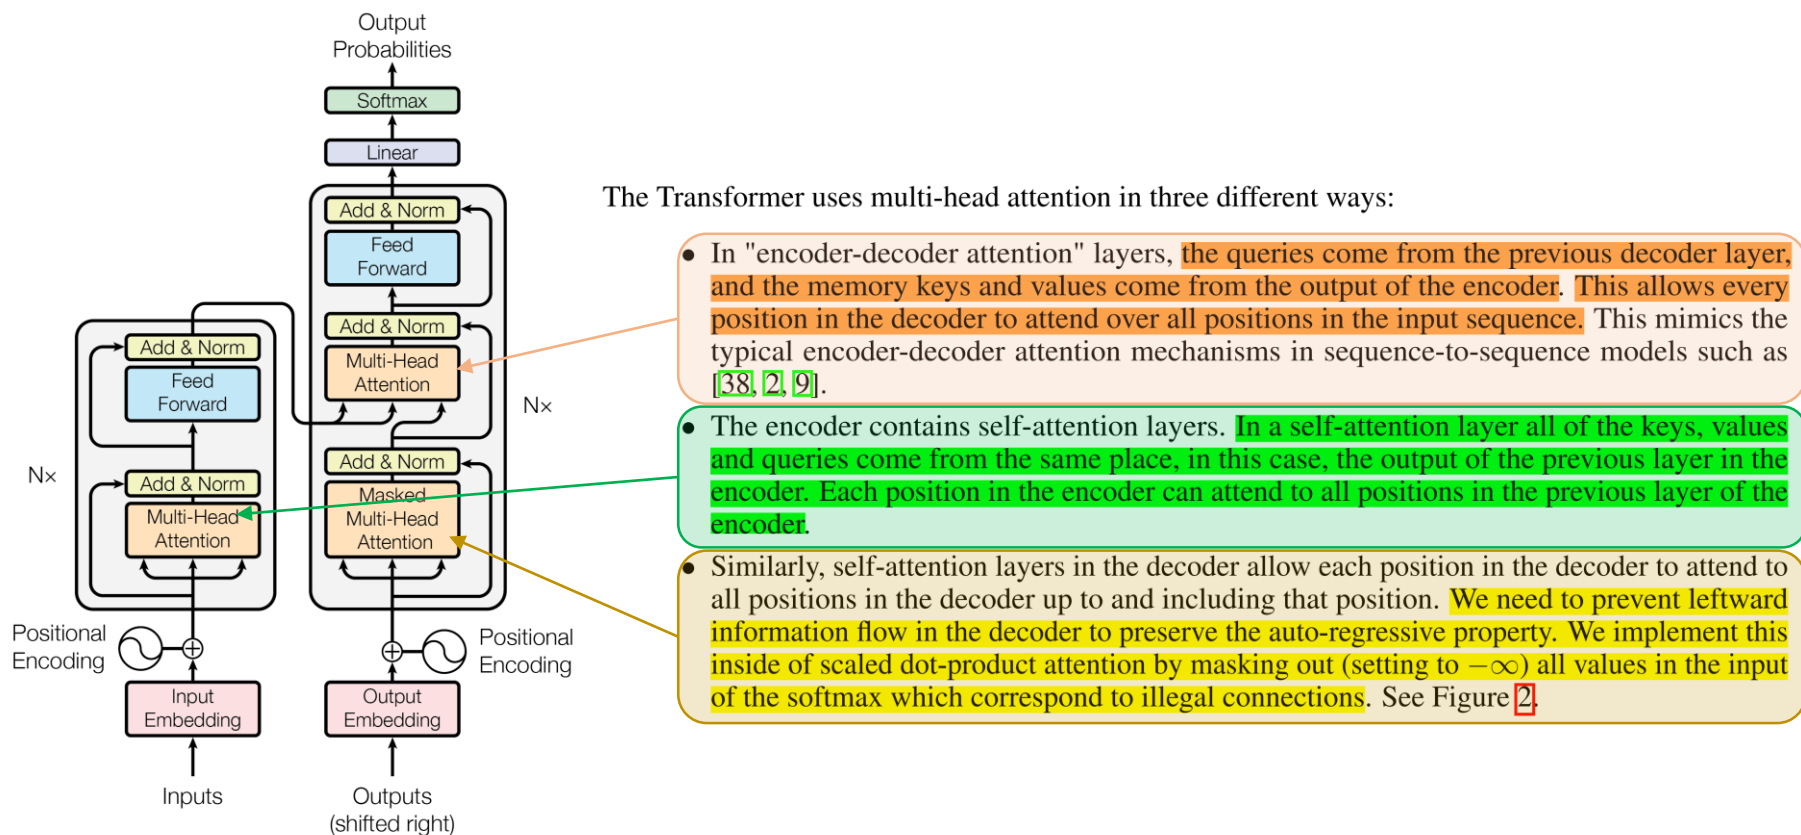 Output
Probabilities
Softmax
Linear
Add & Norm
Feed
Forward
Add & Norm
Multi-Head
Attention
Nx
Add & Norm
Masked
Multi-Head
Attention
Add & Norm
Feed
Forward
Nx
Add & Norm
Multi-Head
Attention
Positional
Encoding
Positional
Encoding
Input
Embedding
Output
Embedding
Inputs
Outputs
(shifted right)
The Transformer uses multi-head attention in three different ways:
• In "encoder-decoder attention" layers, the queries come from the previous decoder layer,
and the memory keys and values come from the output of the encoder. This allows every
position in the decoder to attend over all positions in the input sequence. This mimics the
typical encoder-decoder attention mechanisms in sequence-to-sequence models such as
[38, 2, 9].
• The encoder contains self-attention layers. In a self-attention layer all of the keys, values
and queries come from the same place, in this case, the output of the previous layer in the
encoder. Each position in the encoder can attend to all positions in the previous layer of the
encoder.
• Similarly, self-attention layers in the decoder allow each position in the decoder to attend to
all positions in the decoder up to and including that position. We need to prevent leftward
information flow in the decoder to preserve the auto-regressive property. We implement this
inside of scaled dot-product attention by masking out (setting to −∞) all values in the input
of the softmax which correspond to illegal connections. See Figure 2.